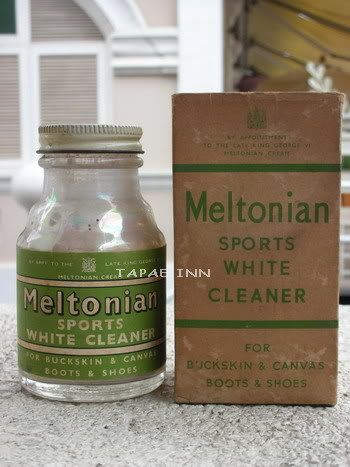 BY APPT TO THE LATE KING GEORGE VI
MELTONIAN CREAM
Meltonian
SPORTS
WHITE CLEANER
FOR BUCKSKIN & CANVAS
BOOTS & SHOES
BY APPOINTMENT
TO THE LATE KING GEORGE VI
MELTONIAN CREAM
Meltonian
SPORTS
WHITE
CLEANER
FOR
BUCKSKIN & CANVAS
BOOTS & SHOES
TAPAE INN